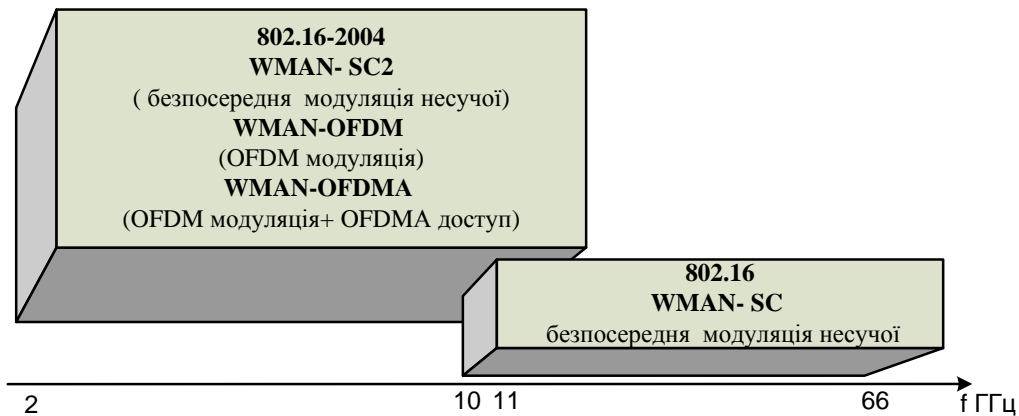 802.16-2004
WMAN- SC2
( безпосередня модуляція несучої)
WMAN-OFDM
(OFDM модуляція)
WMAN-OFDMA
(OFDM модуляція+ OFDMA доступ)
802.16
WMAN- SC
безпосередня модуляція несучої
2 10 11 66 f ГГц